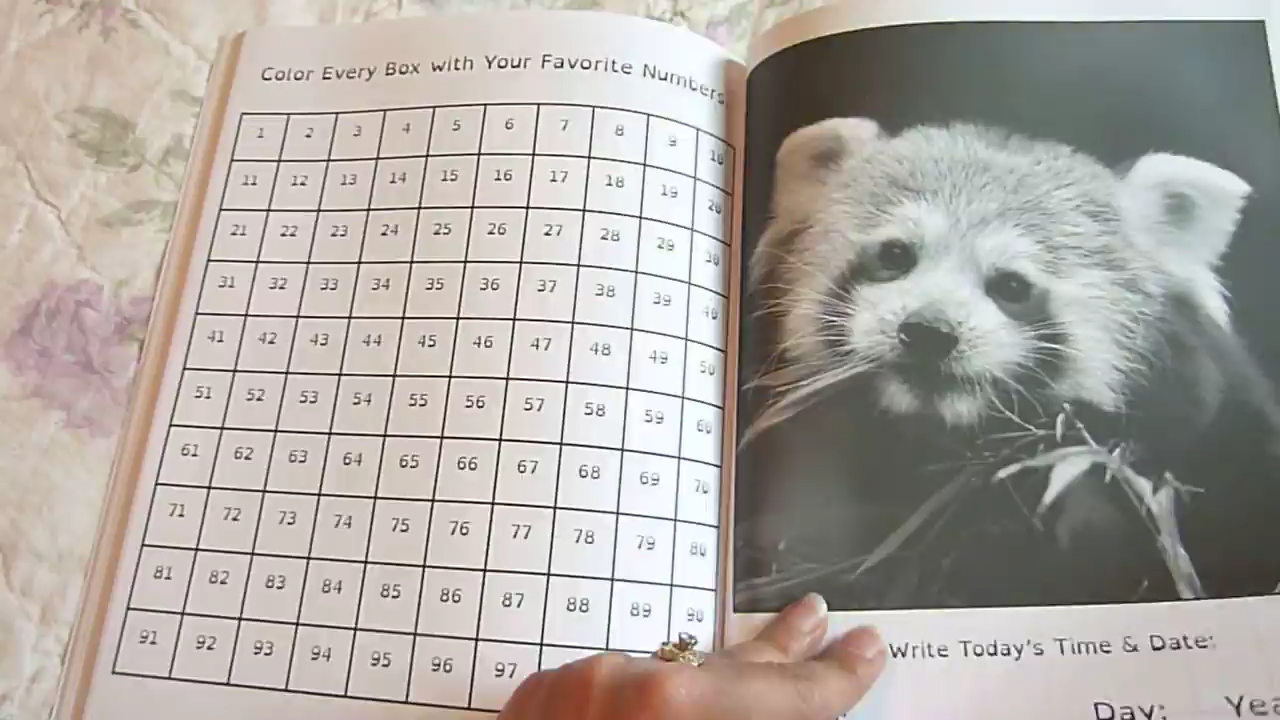 Color Every Box with Your Favorite Numbers
1 2 3 4 5 6 7 8 9 10
11 12 13 14 15 16 17 18 19 20
21 22 23 24 25 26 27 28 29 30
31 32 33 34 35 36 37 38 39 40
41 42 43 44 45 46 47 48 49 50
51 52 53 54 55 56 57 58 59 60
61 62 63 64 65 66 67 68 69 70
71 72 73 74 75 76 77 78 79 80
81 82 83 84 85 86 87 88 89 90
91 92 93 94 95 96 97
Write Today's Time & Date:
Day: